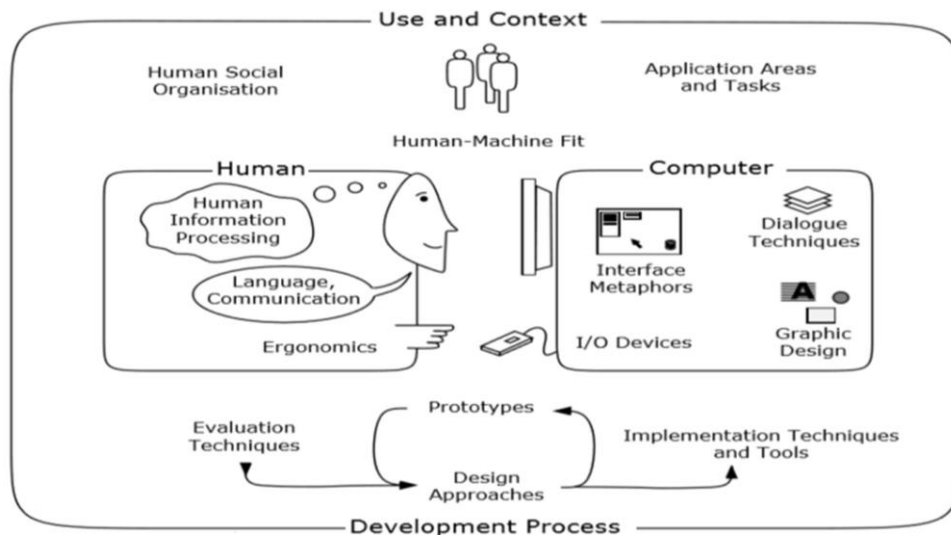 Use and Context
Human Social
Organisation
Application Areas
and Tasks
Human-Machine Fit
Human
Human
Information
Processing
Language,
Communication
Ergonomics
Computer
Dialogue
Techniques
Interface
Metaphors
A
I/O Devices
Graphic
Design
Prototypes
Evaluation
Techniques
Implementation Techniques
and Tools
Design
Approaches
Development Process